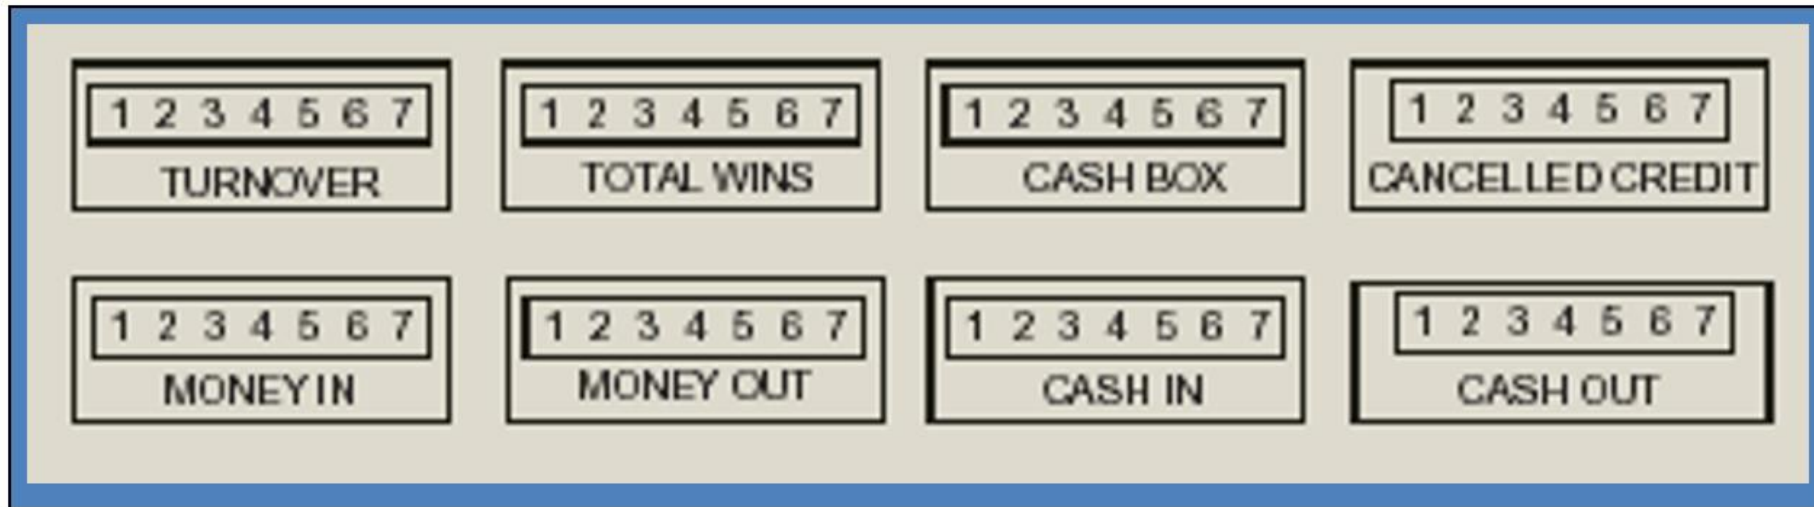 1 2 3 4 5 6 7
TURNOVER
1 2 3 4 5 6 7
TOTAL WINS
1 2 3 4 5 6 7
CASH BOX
1 2 3 4 5 6 7
CANCELLED CREDIT
1 2 3 4 5 6 7
MONEY IN
1 2 3 4 5 6 7
MONEY OUT
1 2 3 4 5 6 7
CASH IN
1 2 3 4 5 6 7
CASH OUT